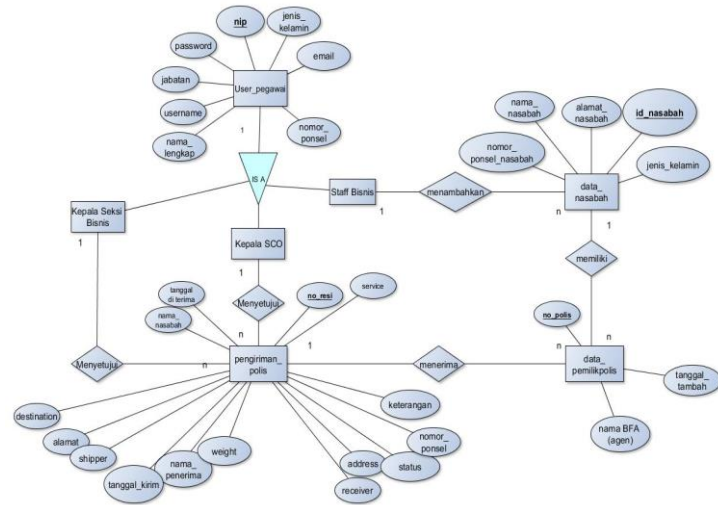 nip
jenis_
kelamin
password
email
jabatan
User_pegawai
username
nama_
lengkap
nomor_
ponsel
1
IS A
nama_
nasabah
alamat_
nasabah
id_nasabah
nomor_
ponsel_nasabah
jenis_kelamin
Staff Bisnis
1
menambahkan
n
data_
nasabah
1
Kepala Seksi
Bisnis
1
Kepala SCO
1
memiliki
tanggal
di terima
nama_
nasabah
Menyetujui
no_resi
service
n
1
no_polis
n
n
Menyetujui
n
pengiriman_
polis
menerima
data_
pemilikpolis
tanggal_
tambah
nama BFA
(agen)
destination
alamat
shipper
tanggal_kirim
nama_
penerima
weight
keterangan
nomor_
ponsel
status
address
receiver